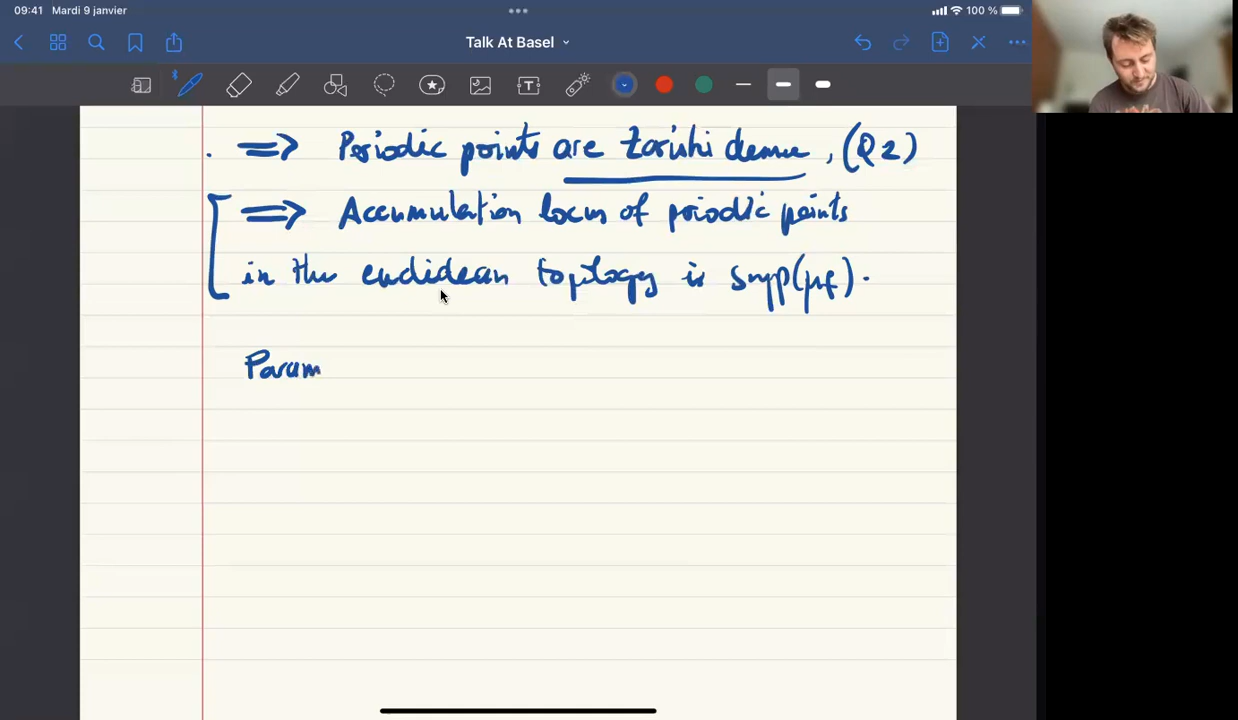 09:41 Mardi 9 janvier
100 %
Talk At Basel
. => Periodic points are Zariski dense, (Q2)
=> Accumulation locus of periodic points
in the euclidean topology is supp(μf).
Param